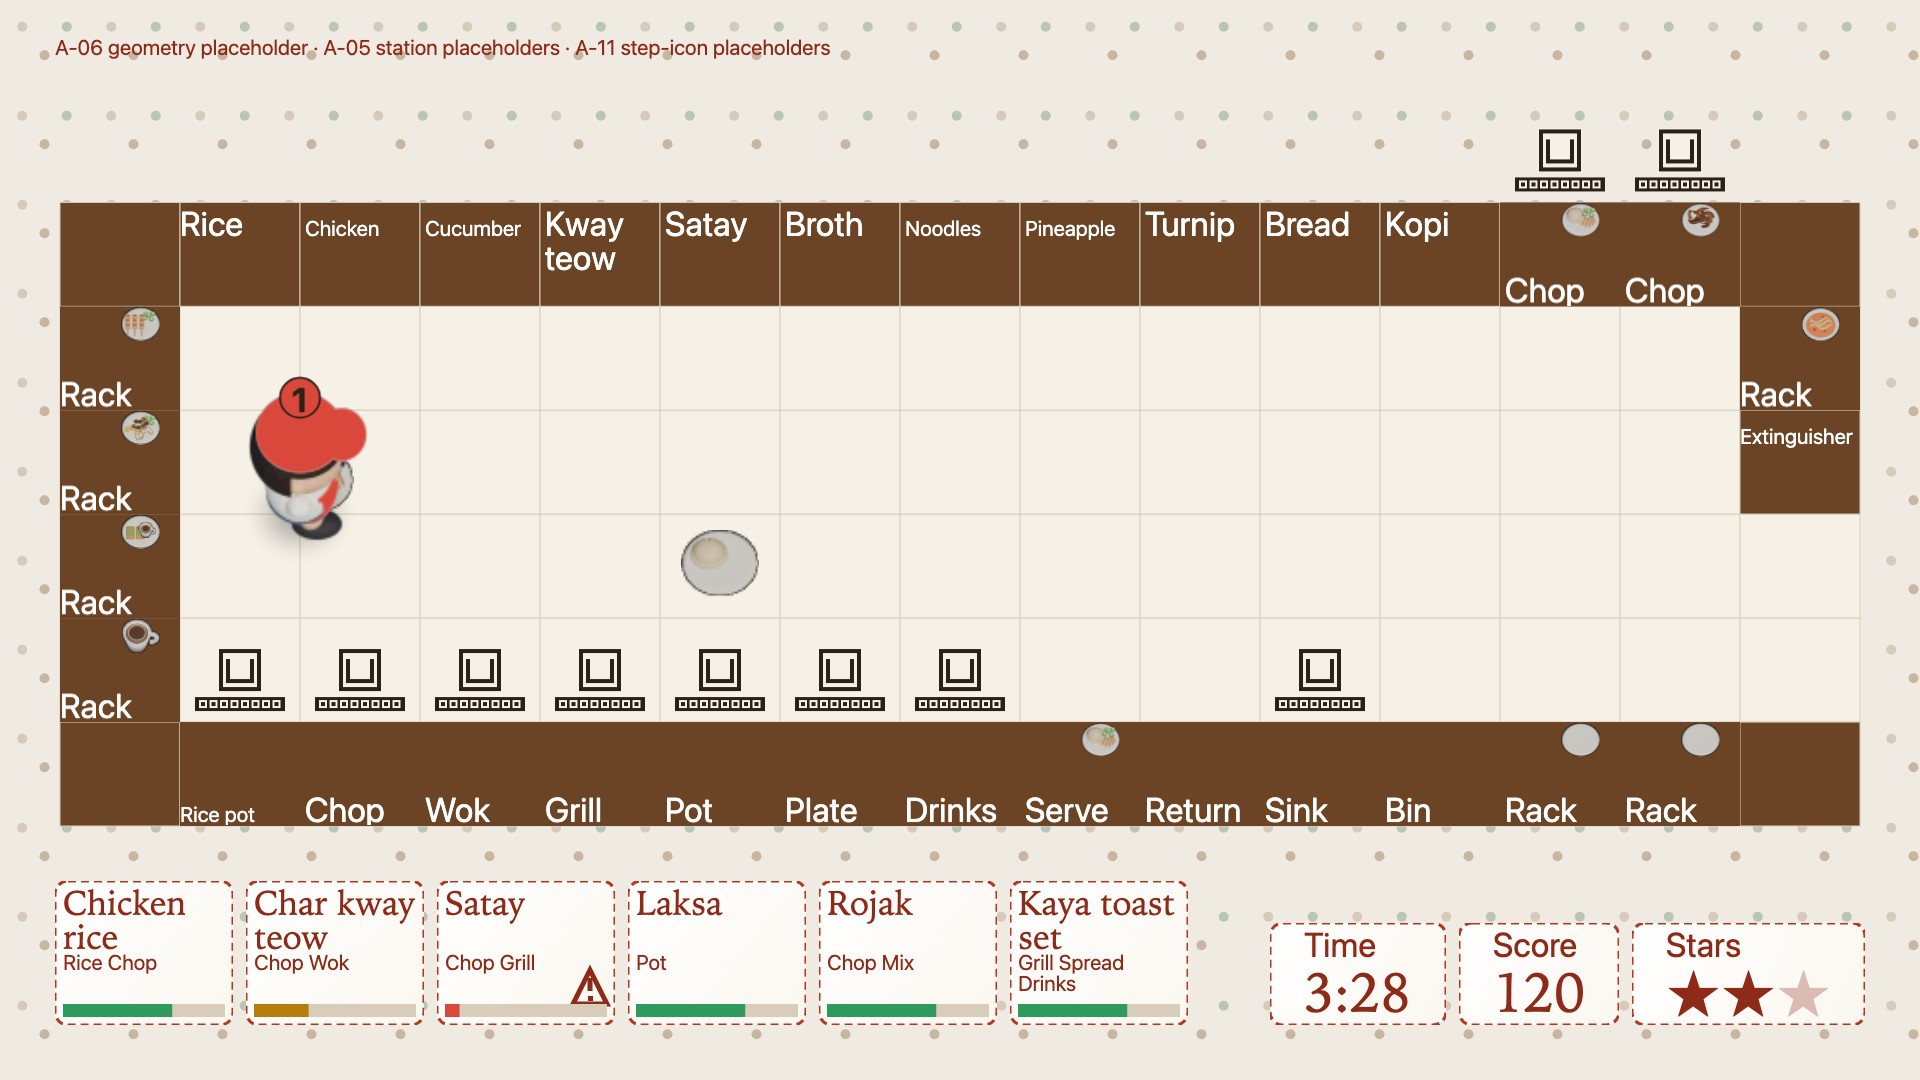 A-06 geometry placeholder · A-05 station placeholders · A-11 step-icon placeholders
Rice
Chicken
Cucumber
Kway
teow
Satay
Broth
Noodles
Pineapple
Turnip
Bread
Kopi
Chop
Chop
Rack
Rack
1
Rack
Extinguisher
Rack
Rack
Rice pot
Chop
Wok
Grill
Pot
Plate
Drinks
Serve
Return
Sink
Bin
Rack
Rack
Chicken
rice
Rice Chop
Char kway
teow
Chop Wok
Satay
Chop Grill
Laksa
Pot
Rojak
Chop Mix
Kaya toast
set
Grill Spread
Drinks
Time
3:28
Score
120
Stars